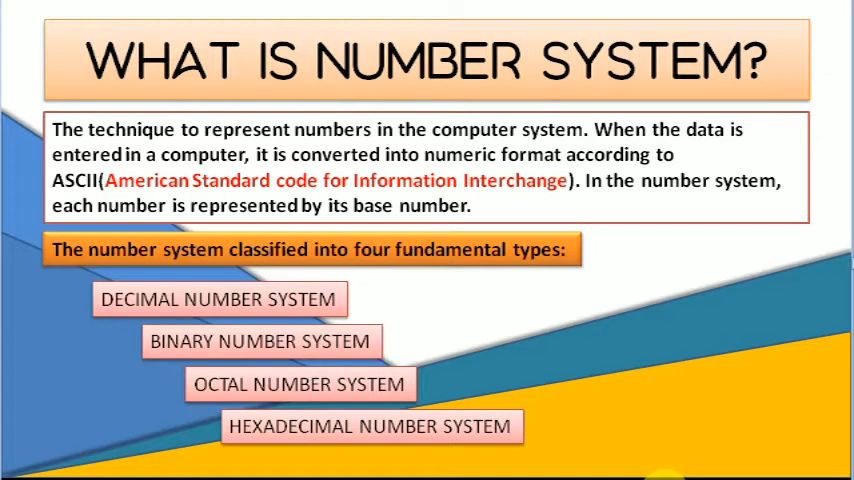 WHAT IS NUMBER SYSTEM?
The technique to represent numbers in the computer system. When the data is
entered in a computer, it is converted into numeric format according to
ASCII(American Standard code for Information Interchange). In the number system,
each number is represented by its base number.
The number system classified into four fundamental types:
DECIMAL NUMBER SYSTEM
BINARY NUMBER SYSTEM
OCTAL NUMBER SYSTEM
HEXADECIMAL NUMBER SYSTEM